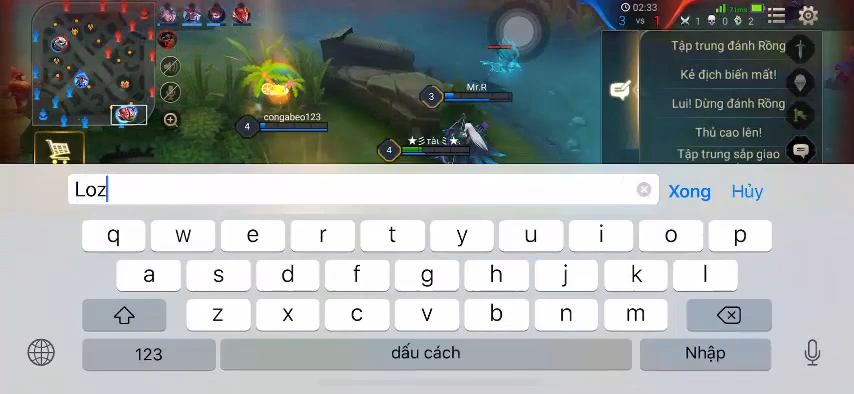 02:33
71ms
3 vs 1
1 0 2
Tập trung đánh Rồng
Kẻ địch biến mất!
Lui! Dừng đánh Rồng
Thủ cao lên!
Tập trung sắp giao
Mr.R
3
congabeo123
4
4
Loz
Xong Hủy
q w e r t y u i o p
a s d f g h j k l
z x c v b n m
123 dấu cách Nhập